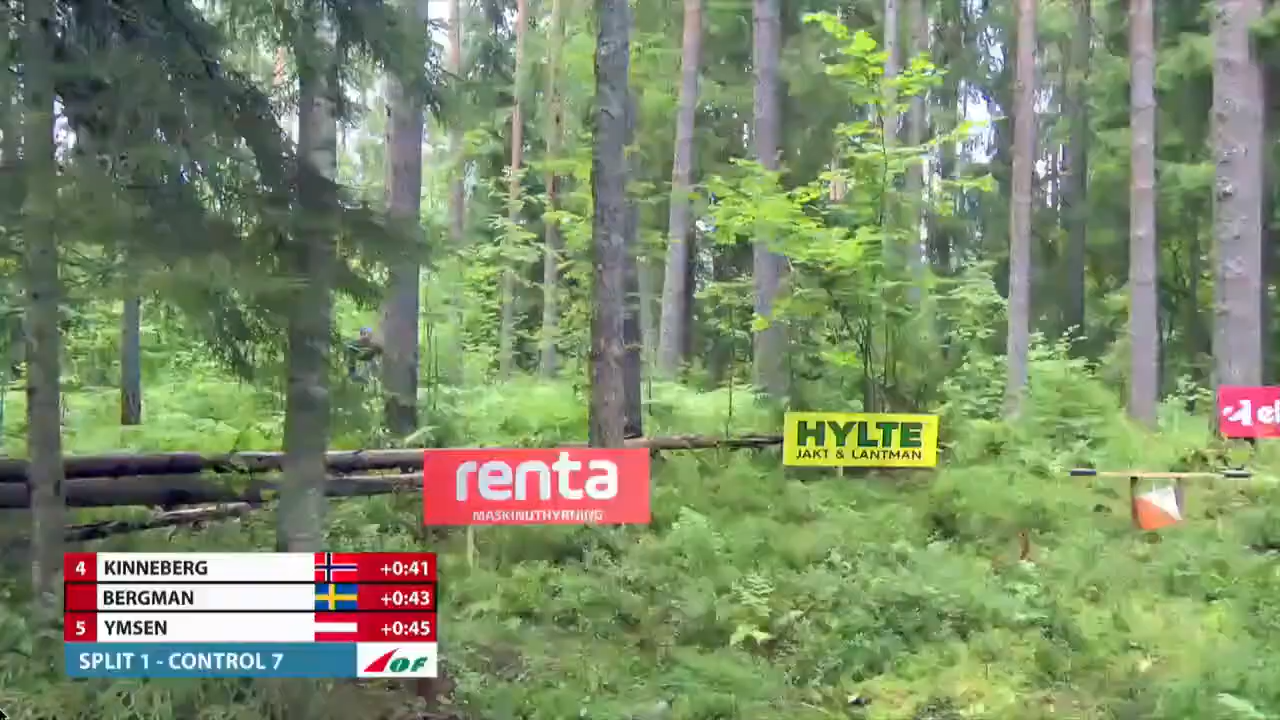 renta
MASKINUTHYRNING
HYLTE
JAKT & LANTMAN
4 KINNEBERG +0:41
BERGMAN +0:43
5 YMSEN +0:45
SPLIT 1 - CONTROL 7
IOF